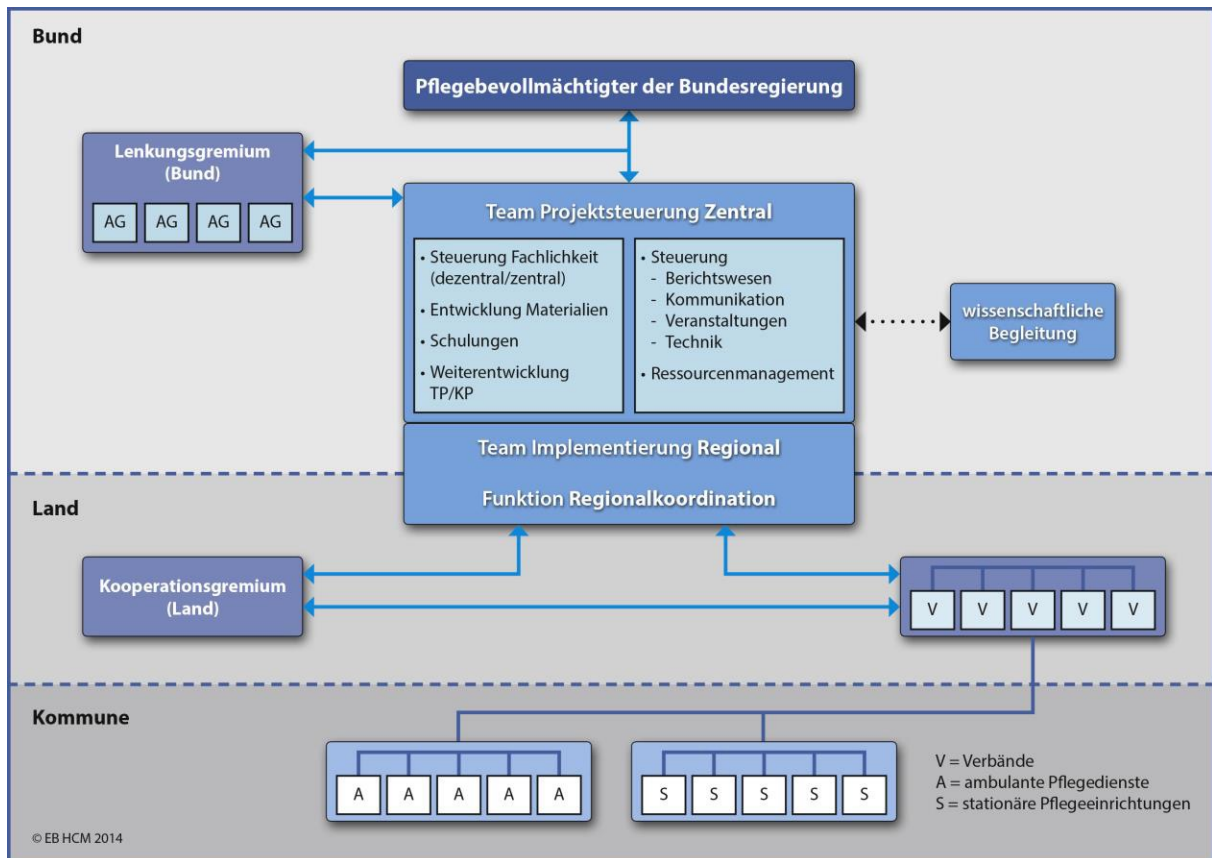 Bund
Pflegebevollmächtigter der Bundesregierung
Lenkungsgremium
(Bund)
AG
AG
AG
AG
Team Projektsteuerung Zentral
• Steuerung Fachlichkeit
(dezentral/zentral)
• Entwicklung Materialien
• Schulungen
• Weiterentwicklung
TP/KP
• Steuerung
- Berichtswesen
- Kommunikation
- Veranstaltungen
- Technik
• Ressourcenmanagement
wissenschaftliche
Begleitung
Team Implementierung Regional
Funktion Regionalkoordination
Land
Kooperationsgremium
(Land)
V
V
V
V
V
Kommune
A
A
A
A
A
S
S
S
S
S
V = Verbände
A = ambulante Pflegedienste
S = stationäre Pflegeeinrichtungen
© EB HCM 2014